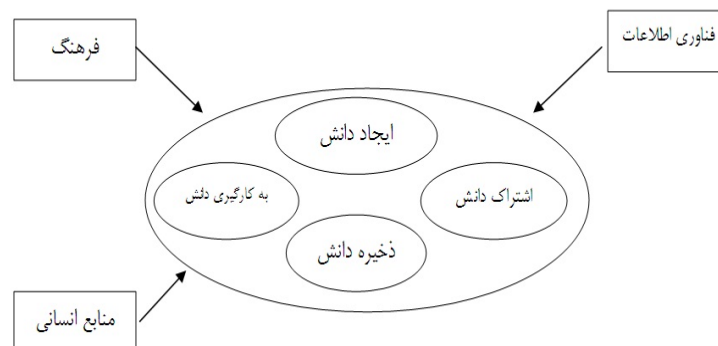 فناوری اطلاعات
فرهنگ
ایجاد دانش
اشتراک دانش
به کارگیری دانش
ذخیره دانش
منابع انسانی